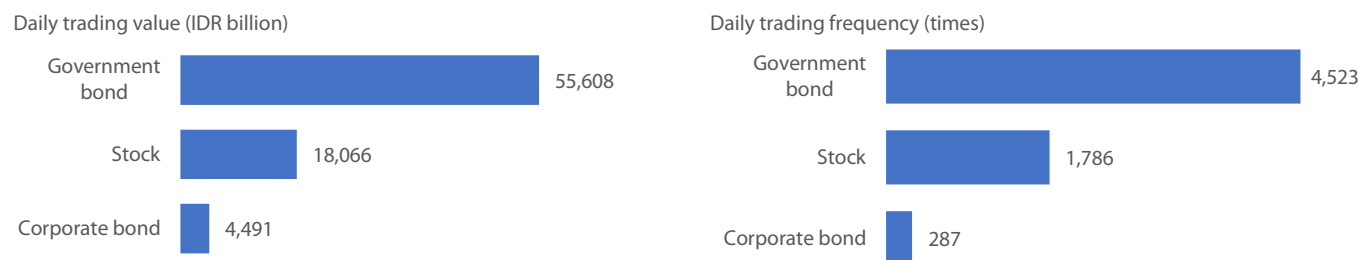 Daily trading value (IDR billion)
Government
bond
55,608
Stock
18,066
Corporate bond
4,491
Daily trading frequency (times)
Government
bond
4,523
Stock
1,786
Corporate bond
287